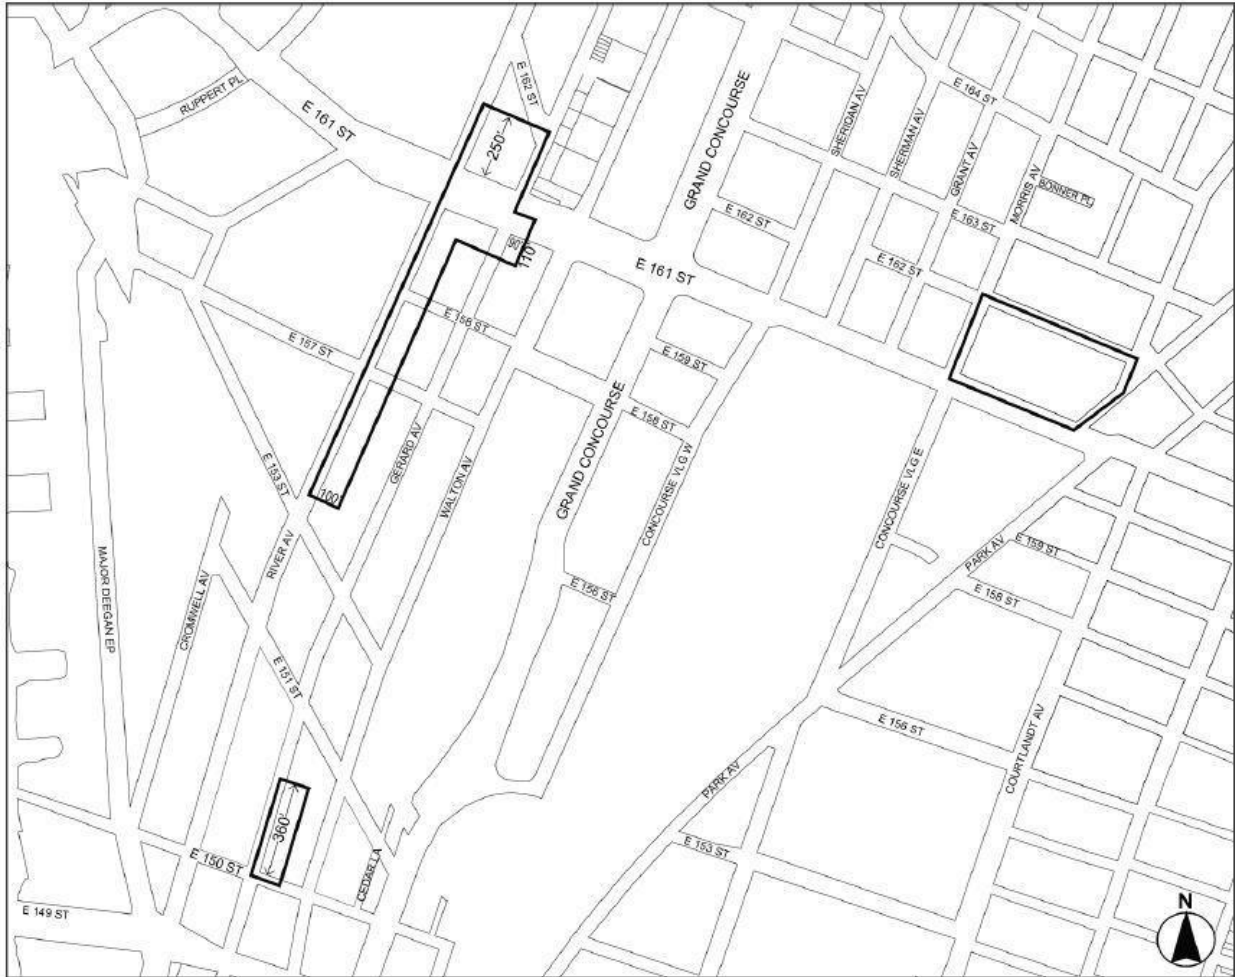 E 162 ST
RUPPERT PL
E 161 ST
250'
GRAND CONCOURSE
SHERIDAN AV
SHERMAN AV
E 164 ST
GRANT AV
MORRIS AV
BONNER PL
E 163 ST
E 162 ST
E 162 ST
E 161 ST
90'
110'
E 158 ST
E 157 ST
E 159 ST
E 158 ST
GRAND CONCOURSE
CONCOURSE VLG W
GERARD AV
WALTON AV
E 153 ST
100'
RIVER AV
CONCOURSE VLG E
PARK AV
E 159 ST
E 158 ST
MAJOR DEEGAN EP
CROMWELL AV
E 156 ST
E 151 ST
E 156 ST
COURTLANDT AV
PARK AV
360'
E 153 ST
E 150 ST
CEDAR LA
E 149 ST
N